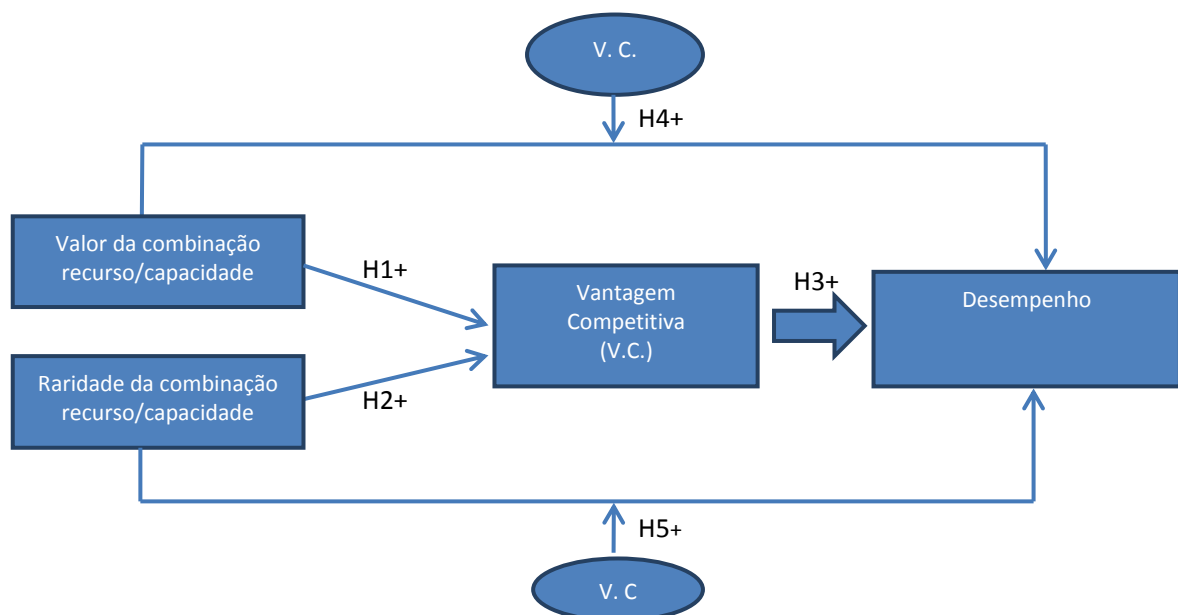 V. C.
H4+
Valor da combinação
recurso/capacidade
H1+
Vantagem
Competitiva
(V.C.)
H3+
Desempenho
Raridade da combinação
recurso/capacidade
H2+
H5+
V. C